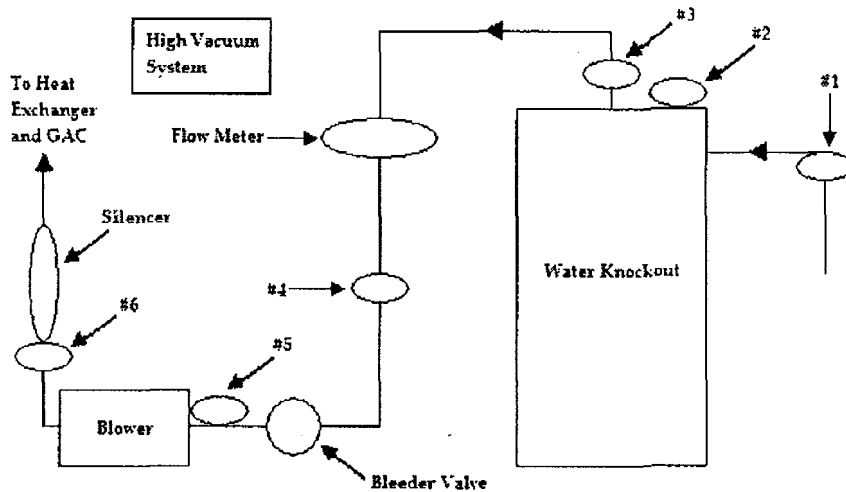 High Vacuum
System
#3
#2
#1
To Heat
Exchanger
and GAC
Flow Meter
Silencer
Water Knockout
#4
#6
#5
Blower
Bleeder Valve